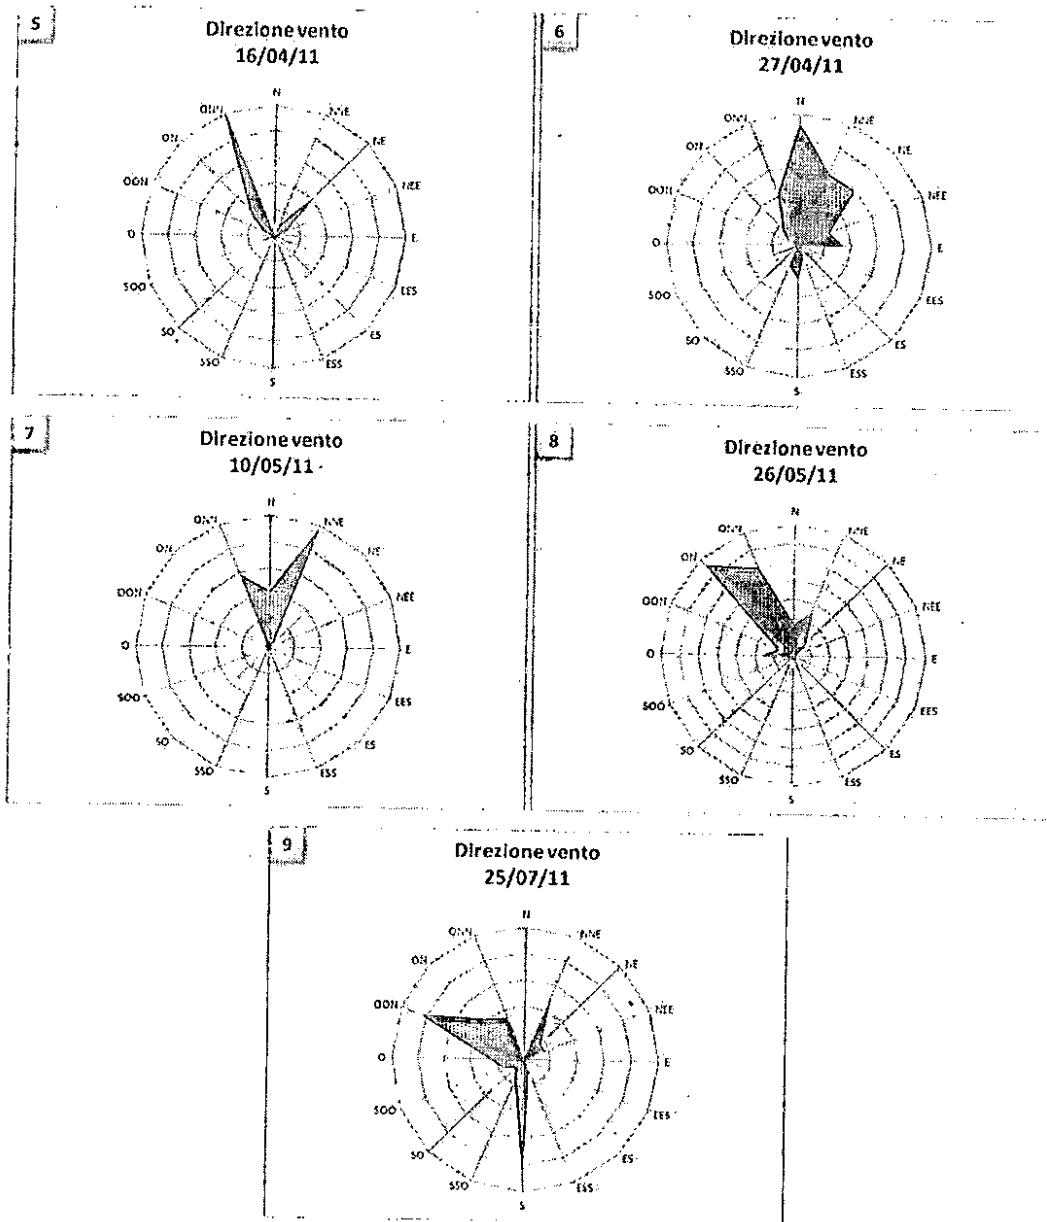 5
Direzione vento
16/04/11
N
NNE
NE
NEE
E
EES
ES
ESS
S
SSO
SO
SOO
O
OON
ON
ONN
6
Direzione vento
27/04/11
N
NNE
NE
NEE
E
EES
ES
ESS
S
SSO
SO
SOO
O
OON
ON
ONN
7
Direzione vento
10/05/11
N
NNE
NE
NEE
E
EES
ES
ESS
S
SSO
SO
SOO
O
OON
ON
ONN
8
Direzione vento
26/05/11
N
NNE
NE
NEE
E
EES
ES
ESS
S
SSO
SO
SOO
O
OON
ON
ONN
9
Direzione vento
25/07/11
N
NNE
NE
NEE
E
EES
ES
ESS
S
SSO
SO
SOO
O
OON
ON
ONN